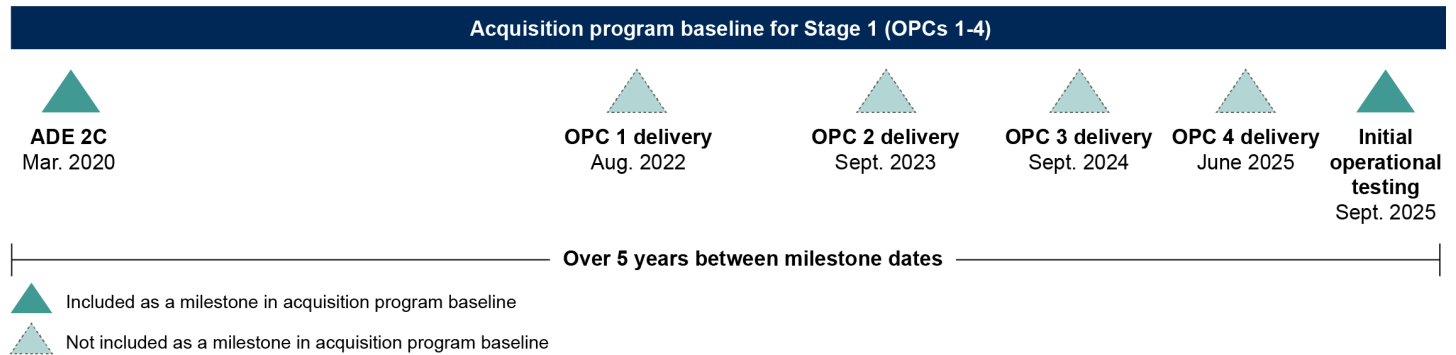 Acquisition program baseline for Stage 1 (OPCs 1-4)
ADE 2C
Mar. 2020
OPC 1 delivery
Aug. 2022
OPC 2 delivery
Sept. 2023
OPC 3 delivery
Sept. 2024
OPC 4 delivery
June 2025
Initial
operational
testing
Sept. 2025
Over 5 years between milestone dates
Included as a milestone in acquisition program baseline
Not included as a milestone in acquisition program baseline